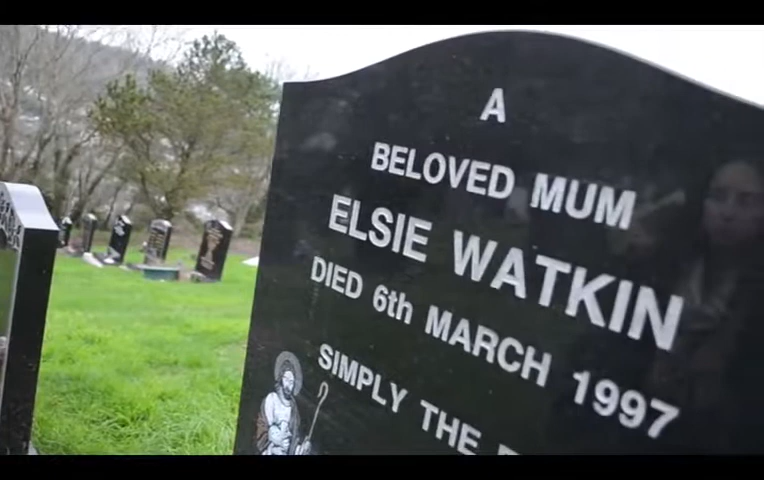 A
BELOVED MUM
ELSIE WATKIN
DIED 6th MARCH 1997
SIMPLY THE